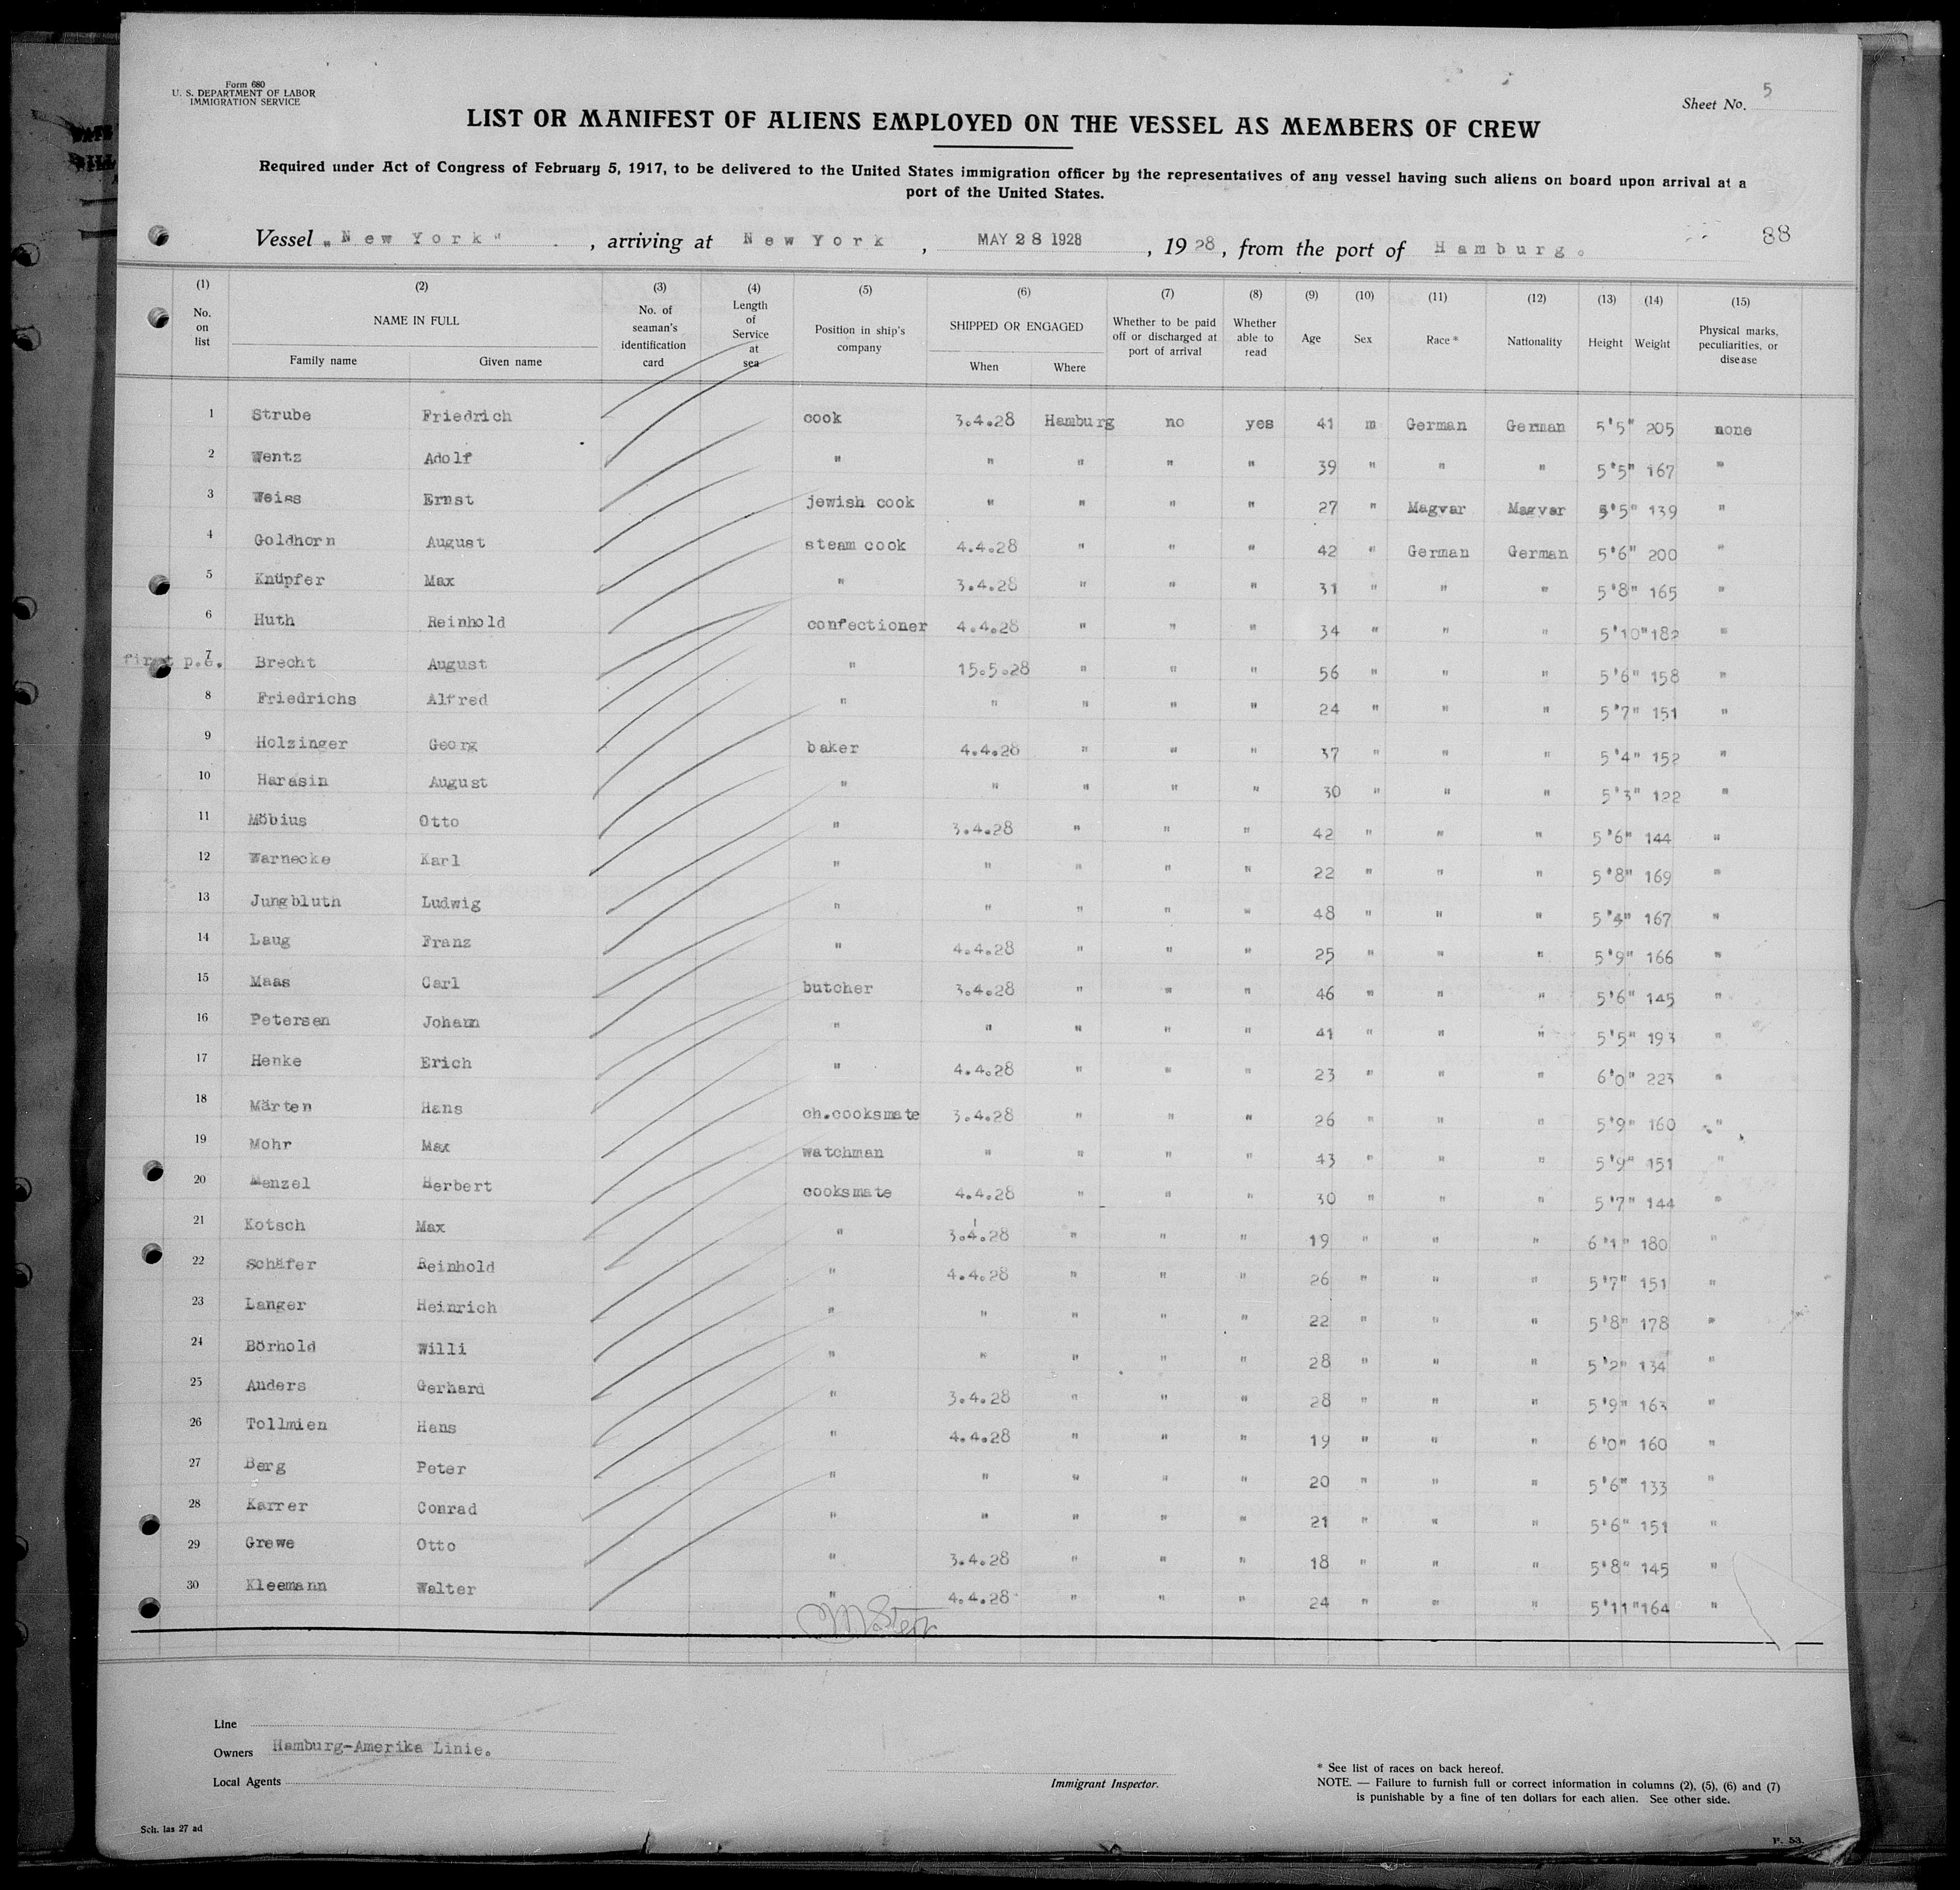 Form 680
U. S. DEPARTMENT OF LABOR
IMMIGRATION SERVICE
Sheet No. 5
LIST OR MANIFEST OF ALIENS EMPLOYED ON THE VESSEL AS MEMBERS OF CREW
Required under Act of Congress of February 5, 1917, to be delivered to the United States immigration officer by the representatives of any vessel having such aliens on board upon arrival at a
port of the United States.
Vessel "New York" , arriving at New York , MAY 28 1928 , 1928, from the port of Hamburg. 88
(1) (2) (3) (4) (5) (6) (7) (8) (9) (10) (11) (12) (13) (14) (15)
No. on list NAME IN FULL Family name Given name No. of seaman's identification card Length of Service at sea Position in ship's company SHIPPED OR ENGAGED When Where Whether to be paid off or discharged at port of arrival Whether able to read Age Sex Race* Nationality Height Weight Physical marks, peculiarities, or disease
1 Strube Friedrich cook 3.4.28 Hamburg no yes 41 m German German 5'5" 205 none
2 Wentz Adolf " " " " " 39 " " " 5'5" 167 "
3 Weiss Ernst jewish cook " " " " 27 " Magyar Magyar 5'5" 139 "
4 Goldhorn August steam cook 4.4.28 " " " 42 " German German 5'6" 200 "
5 Knüpfer Max " 3.4.28 " " " 31 " " " 5'8" 165 "
6 Huth Reinhold confectioner 4.4.28 " " " 34 " " " 5'10" 182 "
first p.c. 7 Brecht August " 15.5.28 " " " 56 " " " 5'6" 158 "
8 Friedrichs Alfred " " " " " 24 " " " 5'7" 151 "
9 Holzinger Georg baker 4.4.28 " " " 37 " " " 5'4" 152 "
10 Harasin August " " " " " 30 " " " 5'3" 122 "
11 Möbius Otto " 3.4.28 " " " 42 " " " 5'6" 144 "
12 Warnecke Karl " " " " " 22 " " " 5'8" 169 "
13 Jungbluth Ludwig " " " " " 48 " " " 5'4" 167 "
14 Laug Franz " 4.4.28 " " " 25 " " " 5'9" 166 "
15 Maas Carl butcher 3.4.28 " " " 46 " " " 5'6" 145 "
16 Petersen Johann " " " " " 41 " " " 5'5" 193 "
17 Henke Erich " 4.4.28 " " " 23 " " " 6'0" 223 "
18 Märten Hans ch.cooksmate 3.4.28 " " " 26 " " " 5'9" 160 "
19 Mohr Max watchman " " " " 43 " " " 5'9" 151 "
20 Menzel Herbert cooksmate 4.4.28 " " " 30 " " " 5'7" 144 "
21 Kotsch Max " 3.4.28 " " " 19 " " " 6'1" 180 "
22 Schäfer Reinhold " 4.4.28 " " " 26 " " " 5'7" 151 "
23 Langer Heinrich " " " " " 22 " " " 5'8" 178 "
24 Börhold Willi " " " " " 28 " " " 5'2" 134 "
25 Anders Gerhard " 3.4.28 " " " 28 " " " 5'9" 163 "
26 Tollmien Hans " 4.4.28 " " " 19 " " " 6'0" 160 "
27 Berg Peter " " " " " 20 " " " 5'6" 133 "
28 Karrer Conrad " " " " " 21 " " " 5'6" 151 "
29 Grewe Otto " 3.4.28 " " " 18 " " " 5'8" 145 "
30 Kleemann Walter " 4.4.28 " " " 24 " " " 5'11" 164 "
Line
Owners Hamburg-Amerika Linie.
Local Agents
Immigrant Inspector.
* See list of races on back hereof.
NOTE. — Failure to furnish full or correct information in columns (2), (5), (6) and (7)
is punishable by a fine of ten dollars for each alien. See other side.
Sch. las 27 ad
P. 53.